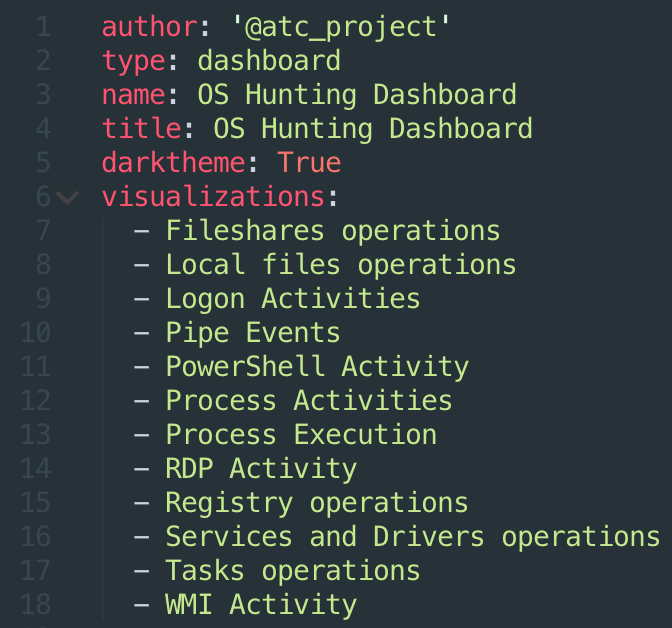 1 author: '@atc_project'
2 type: dashboard
3 name: OS Hunting Dashboard
4 title: OS Hunting Dashboard
5 darktheme: True
6 visualizations:
7 - Fileshares operations
8 - Local files operations
9 - Logon Activities
10 - Pipe Events
11 - PowerShell Activity
12 - Process Activities
13 - Process Execution
14 - RDP Activity
15 - Registry operations
16 - Services and Drivers operations
17 - Tasks operations
18 - WMI Activity